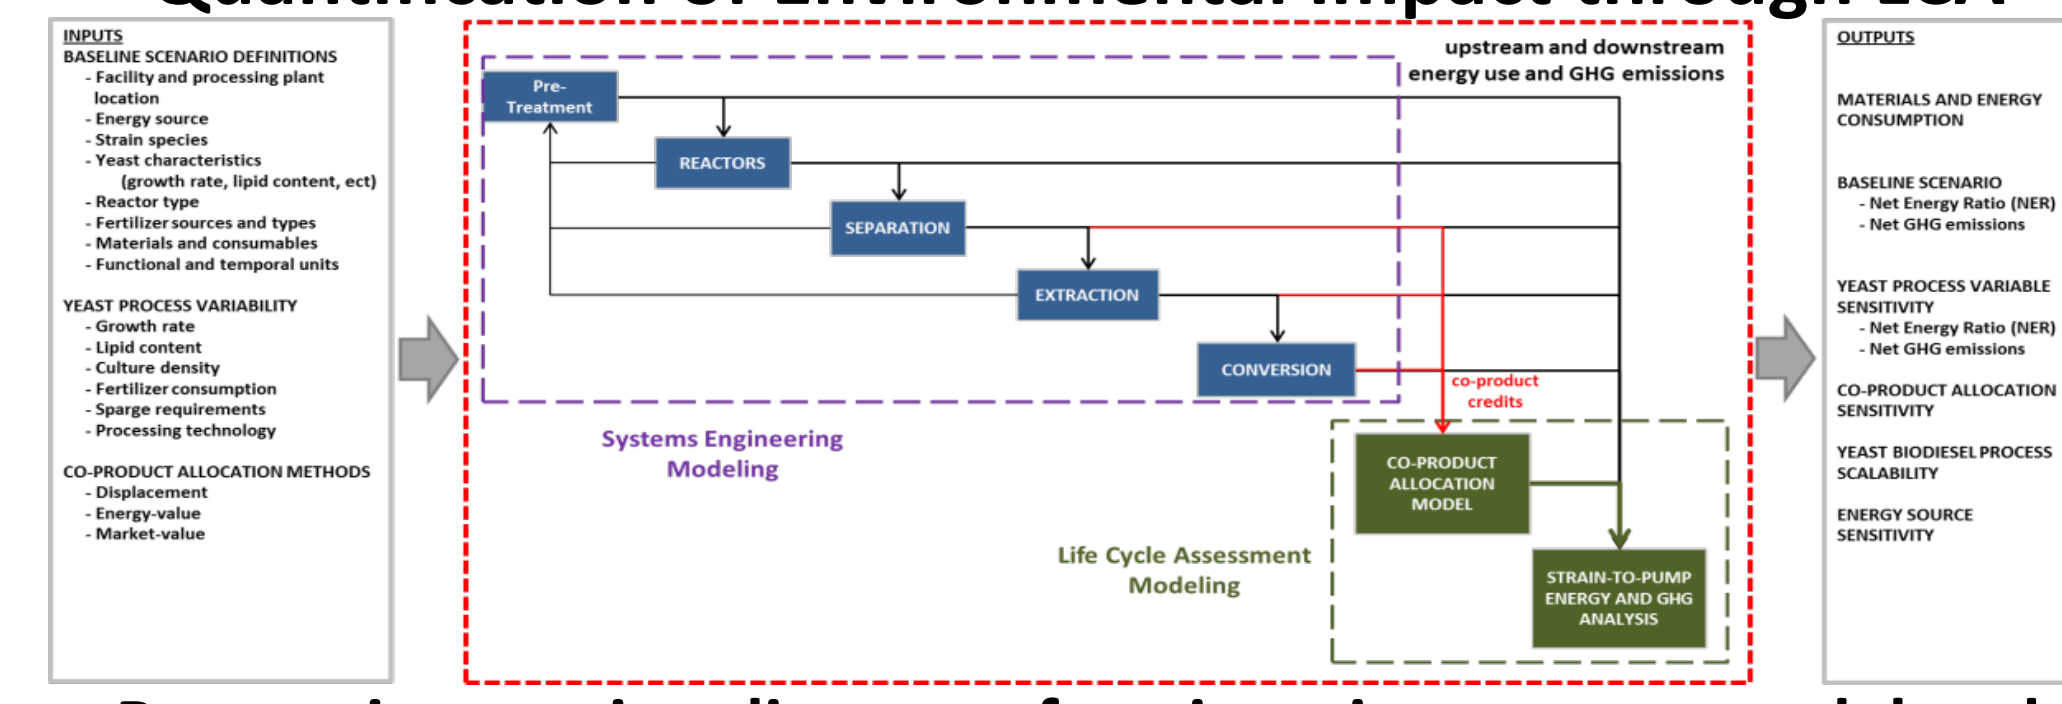 Quantification of Environmental Impact through LCA
INPUTS
BASELINE SCENARIO DEFINITIONS
- Facility and processing plant
location
- Energy source
- Strain species
- Yeast characteristics
(growth rate, lipid content, ect)
- Reactor type
- Fertilizer sources and types
- Materials and consumables
- Functional and temporal units
YEAST PROCESS VARIABILITY
- Growth rate
- Lipid content
- Culture density
- Fertilizer consumption
- Sparge requirements
- Processing technology
CO-PRODUCT ALLOCATION METHODS
- Displacement
- Energy-value
- Market-value
upstream and downstream
energy use and GHG emissions
Pre-
Treatment
REACTORS
SEPARATION
EXTRACTION
CONVERSION
co-product
credits
Systems Engineering
Modeling
CO-PRODUCT
ALLOCATION
MODEL
Life Cycle Assessment
Modeling
STRAIN-TO-PUMP
ENERGY AND GHG
ANALYSIS
OUTPUTS
MATERIALS AND ENERGY
CONSUMPTION
BASELINE SCENARIO
- Net Energy Ratio (NER)
- Net GHG emissions
YEAST PROCESS VARIABLE
SENSITIVITY
- Net Energy Ratio (NER)
- Net GHG emissions
CO-PRODUCT ALLOCATION
SENSITIVITY
YEAST BIODIESEL PROCESS
SCALABILITY
ENERGY SOURCE
SENSITIVITY